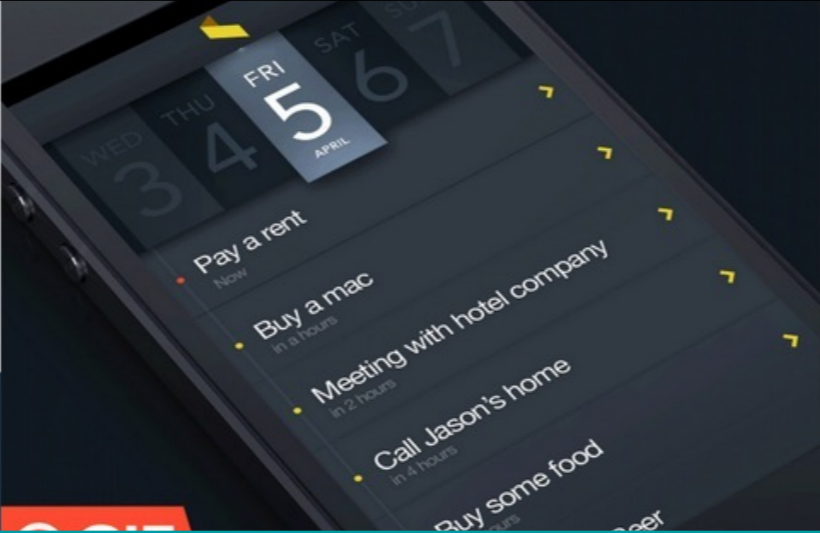 WED THU FRI SAT
3 4 5 6 7
APRIL
Pay a rent
Now
Buy a mac
in a hours
Meeting with hotel company
in 2 hours
Call Jason's home
in 4 hours
Buy some food